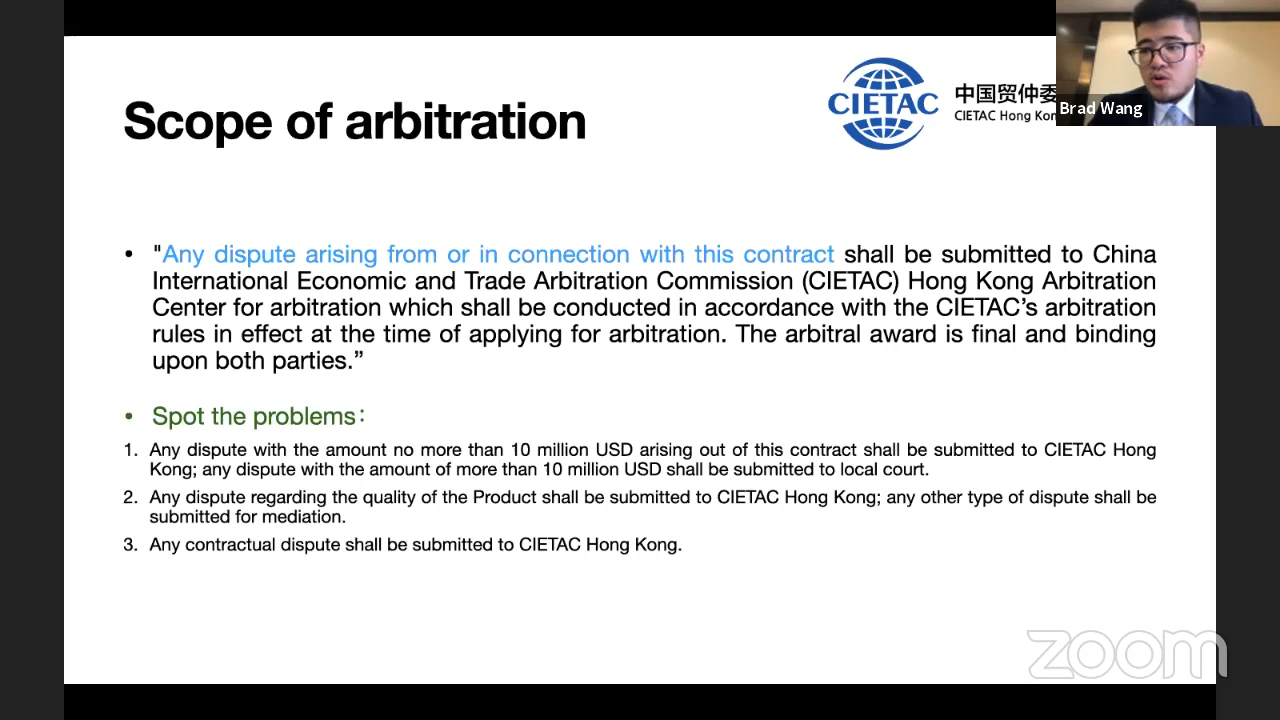 Scope of arbitration
CIETAC
中国贸仲委
CIETAC Hong Kon
Brad Wang
• "Any dispute arising from or in connection with this contract shall be submitted to China
International Economic and Trade Arbitration Commission (CIETAC) Hong Kong Arbitration
Center for arbitration which shall be conducted in accordance with the CIETAC’s arbitration
rules in effect at the time of applying for arbitration. The arbitral award is final and binding
upon both parties.”
• Spot the problems：
1. Any dispute with the amount no more than 10 million USD arising out of this contract shall be submitted to CIETAC Hong
Kong; any dispute with the amount of more than 10 million USD shall be submitted to local court.
2. Any dispute regarding the quality of the Product shall be submitted to CIETAC Hong Kong; any other type of dispute shall be
submitted for mediation.
3. Any contractual dispute shall be submitted to CIETAC Hong Kong.
zoom